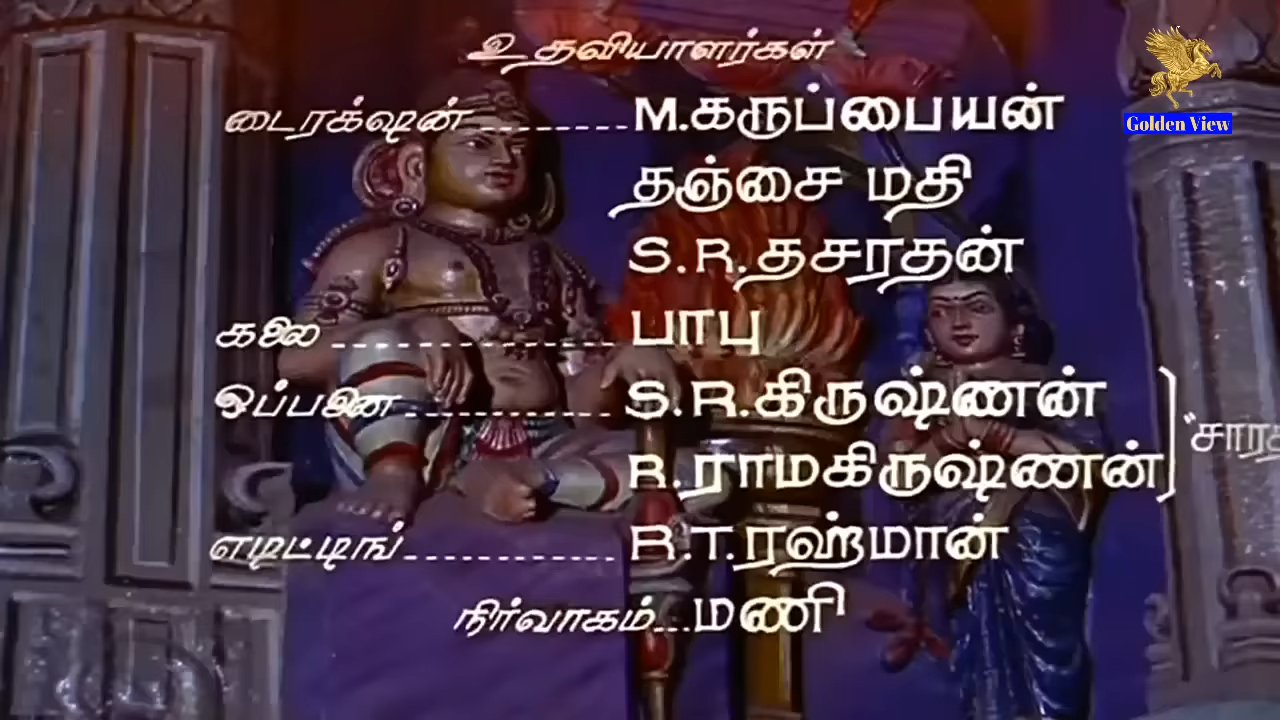 உதவியாளர்கள்
டைரக்ஷன்--------M.கருப்பையன்
தஞ்சை மதி
S.R.தசரதன்
கலை ---------------பாபு
ஒப்பனை-----------S.R.கிருஷ்ணன்
R.ராமகிருஷ்ணன்
எடிட்டிங்-----------R.T.ரஹ்மான்
நிர்வாகம்...மணி
Golden View